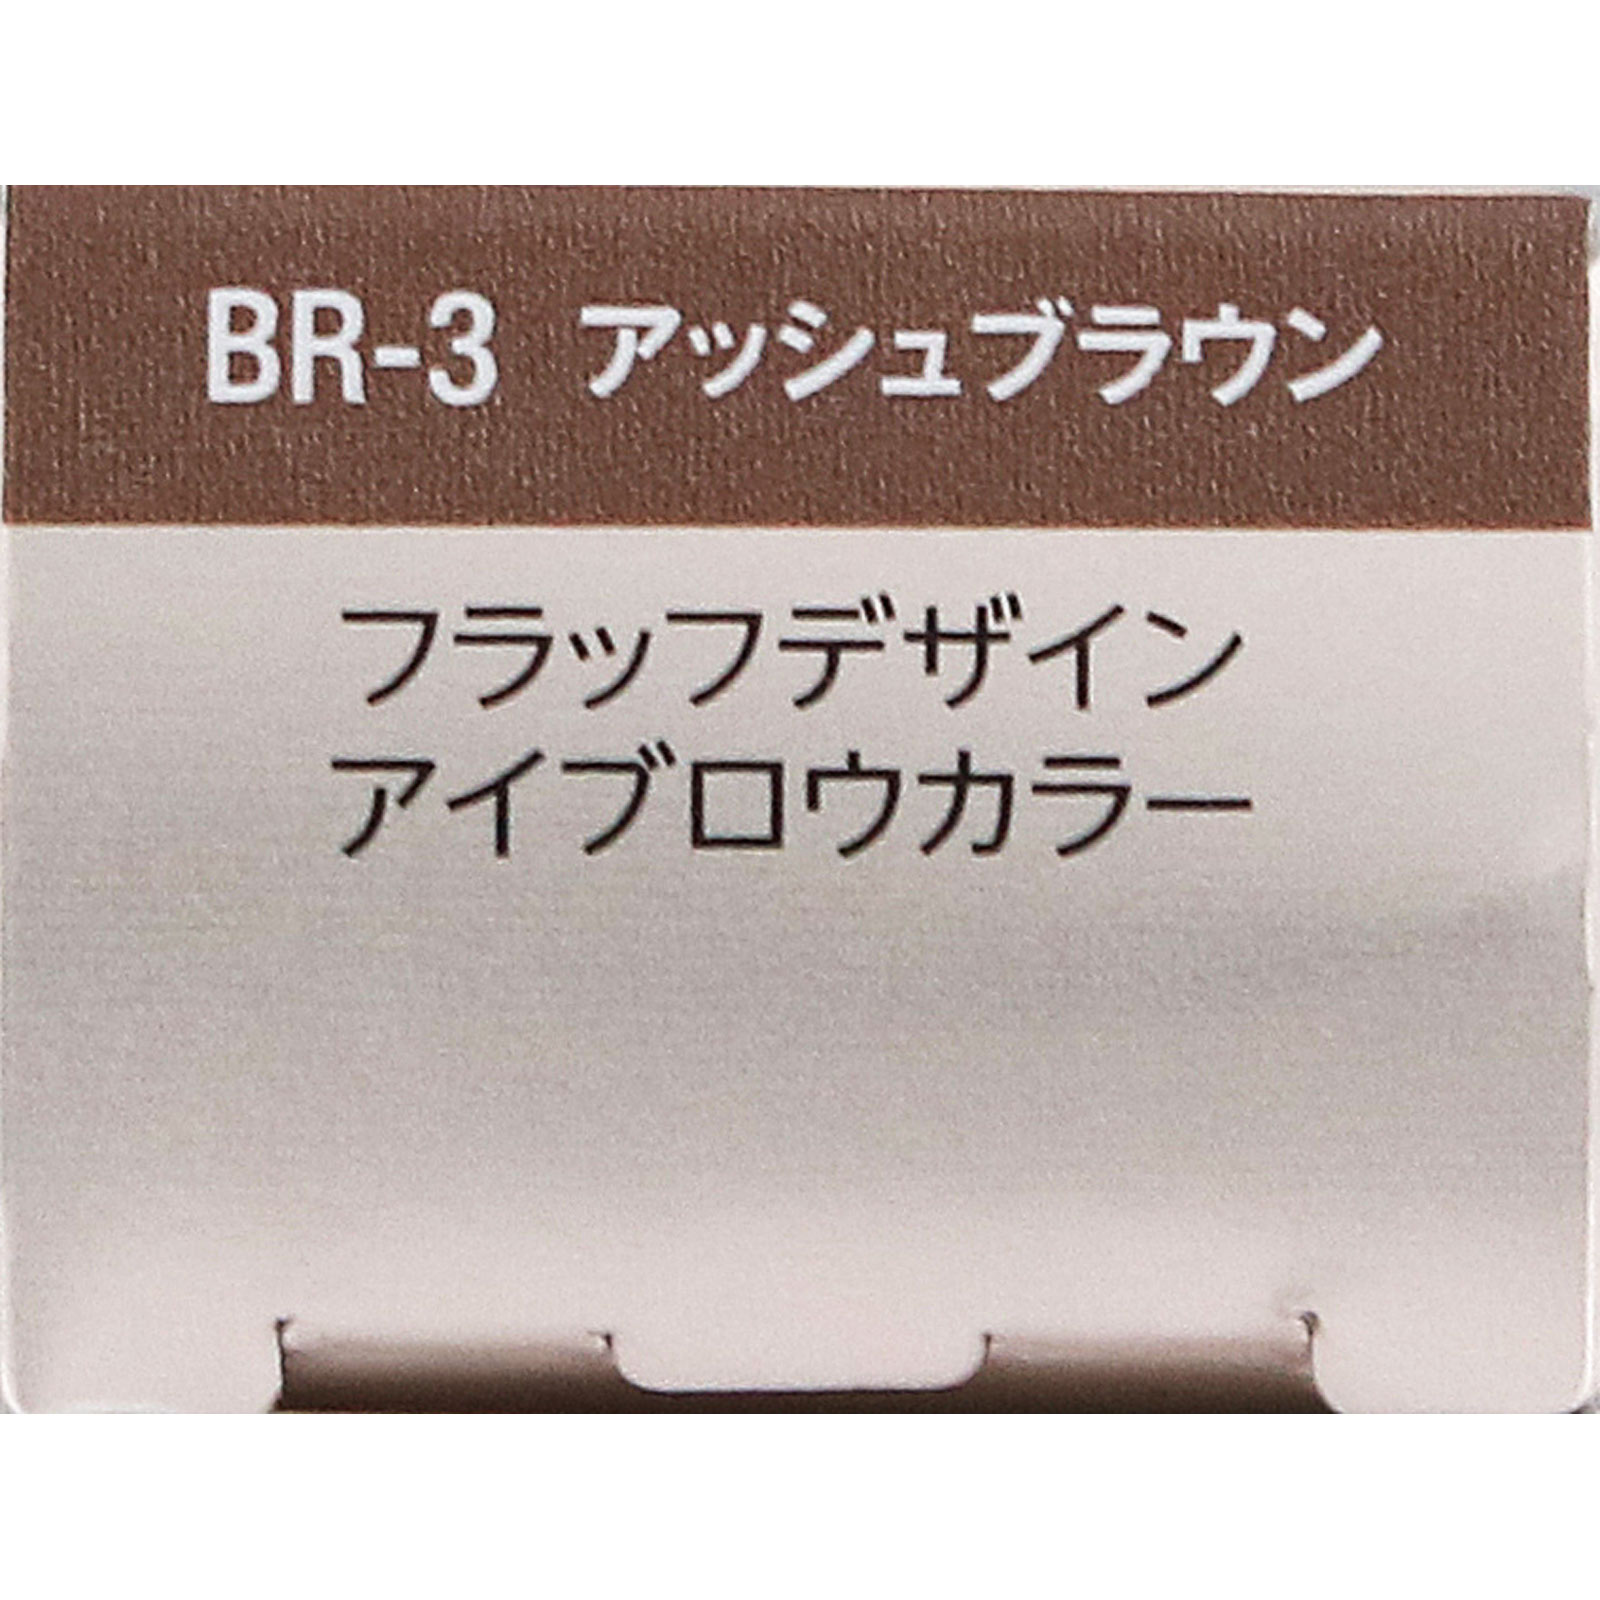 BR-3 アッシュブラウン
フラッフデザイン
アイブロウカラー